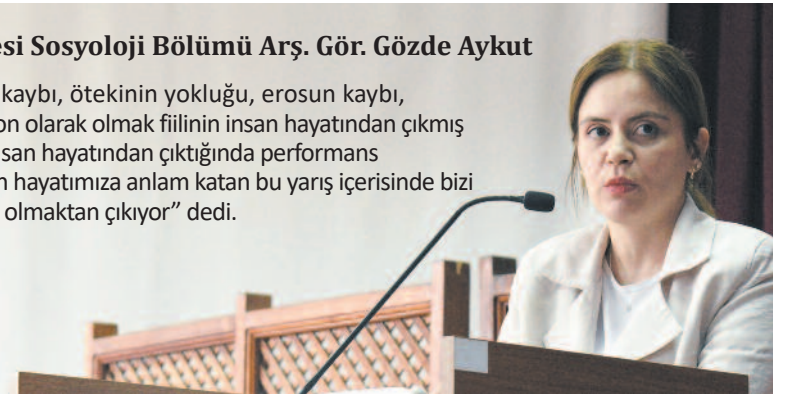 esi Sosyoloji Bölümü Arş. Gör. Gözde Aykut
kaybı, ötekinin yokluğu, erosun kaybı,
on olarak olmak fiilinin insan hayatından çıkmış
san hayatından çıktığında performans
n hayatımıza anlam katan bu yarış içerisinde bizi
olmaktan çıkıyor” dedi.